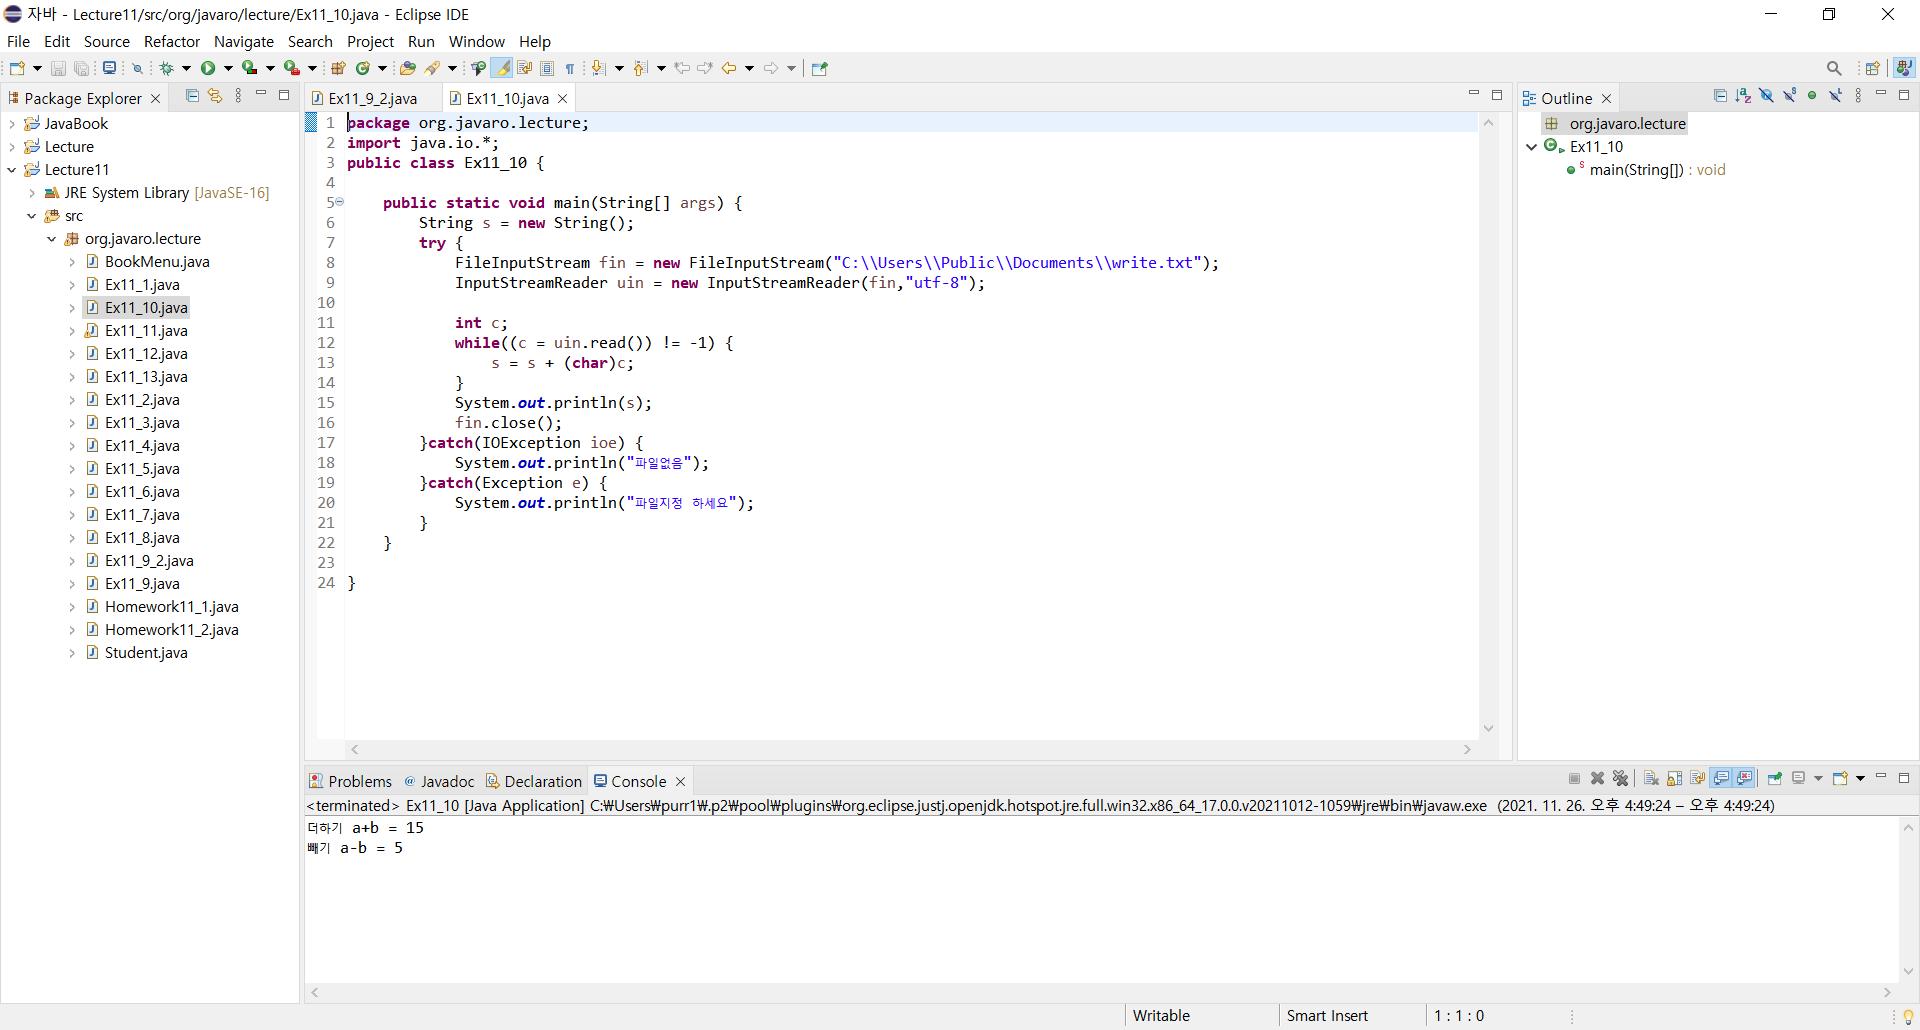 자바 - Lecture11/src/org/javaro/lecture/Ex11_10.java - Eclipse IDE
File Edit Source Refactor Navigate Search Project Run Window Help
Package Explorer
JavaBook
Lecture
Lecture11
JRE System Library [JavaSE-16]
src
org.javaro.lecture
BookMenu.java
Ex11_1.java
Ex11_10.java
Ex11_11.java
Ex11_12.java
Ex11_13.java
Ex11_2.java
Ex11_3.java
Ex11_4.java
Ex11_5.java
Ex11_6.java
Ex11_7.java
Ex11_8.java
Ex11_9_2.java
Ex11_9.java
Homework11_1.java
Homework11_2.java
Student.java
Ex11_9_2.java Ex11_10.java
1 package org.javaro.lecture;
2 import java.io.*;
3 public class Ex11_10 {
4
5 public static void main(String[] args) {
6 String s = new String();
7 try {
8 FileInputStream fin = new FileInputStream("C:\\Users\\Public\\Documents\\write.txt");
9 InputStreamReader uin = new InputStreamReader(fin,"utf-8");
10
11 int c;
12 while((c = uin.read()) != -1) {
13 s = s + (char)c;
14 }
15 System.out.println(s);
16 fin.close();
17 }catch(IOException ioe) {
18 System.out.println("파일없음");
19 }catch(Exception e) {
20 System.out.println("파일지정 하세요");
21 }
22 }
23
24 }
Outline
org.javaro.lecture
Ex11_10
main(String[]) : void
Problems Javadoc Declaration Console
<terminated> Ex11_10 [Java Application] C:₩Users₩purr1₩.p2₩pool₩plugins₩org.eclipse.justj.openjdk.hotspot.jre.full.win32.x86_64_17.0.0.v20211012-1059₩jre₩bin₩javaw.exe (2021. 11. 26. 오후 4:49:24 – 오후 4:49:24)
더하기 a+b = 15
빼기 a-b = 5
Writable Smart Insert 1 : 1 : 0